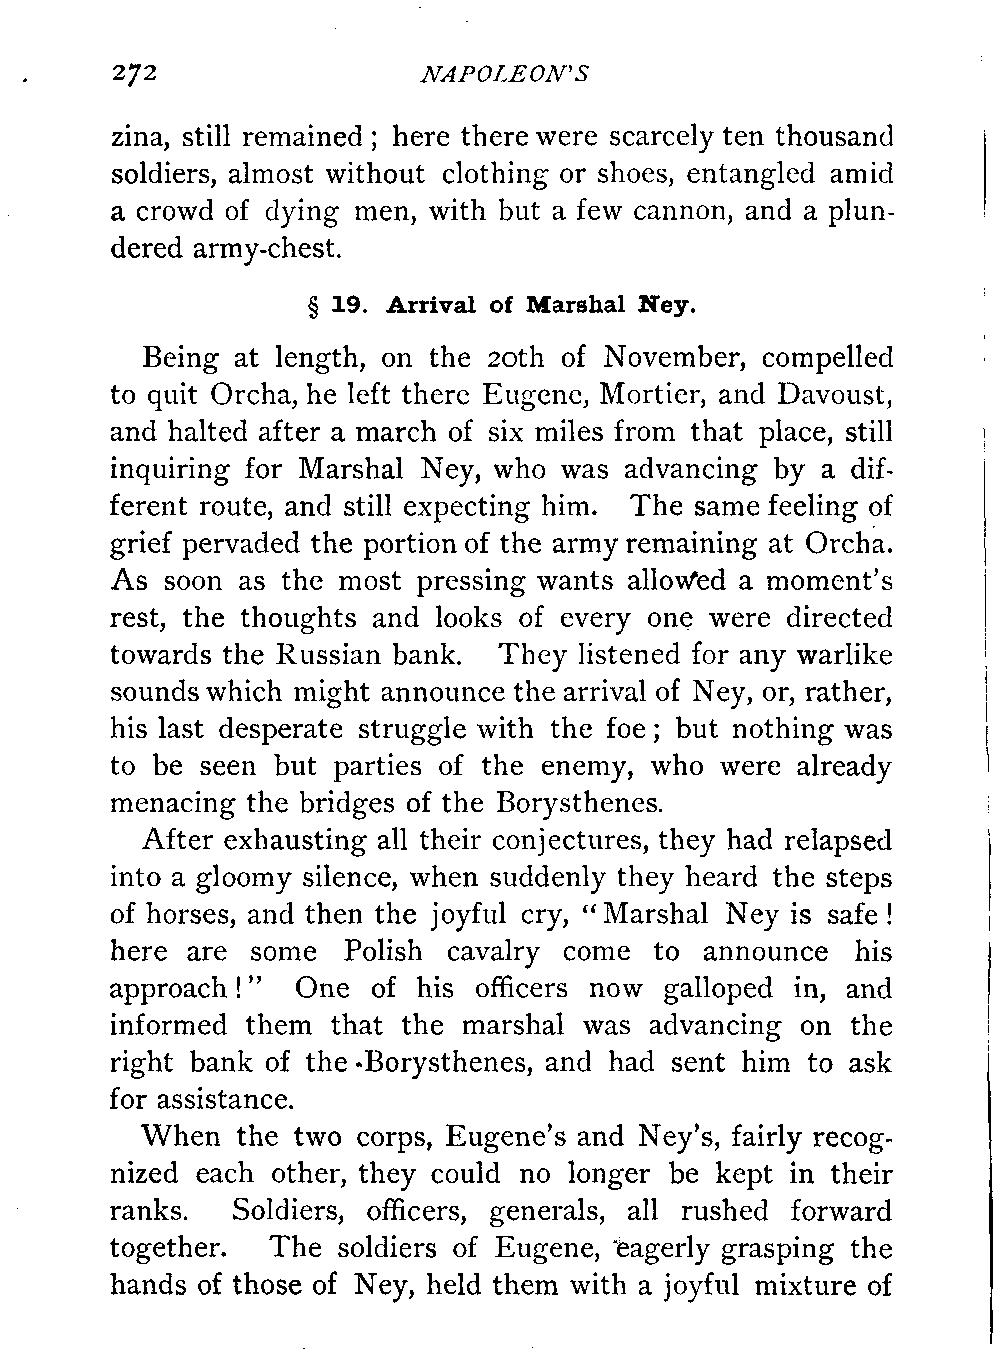 272 NAPOLEON'S
zina, still remained ; here there were scarcely ten thousand
soldiers, almost without clothing or shoes, entangled amid
a crowd of dying men, with but a few cannon, and a plun-
dered army-chest.
§ 19. Arrival of Marshal Ney.
Being at length, on the 20th of November, compelled
to quit Orcha, he left there Eugene, Mortier, and Davoust,
and halted after a march of six miles from that place, still
inquiring for Marshal Ney, who was advancing by a dif-
ferent route, and still expecting him. The same feeling of
grief pervaded the portion of the army remaining at Orcha.
As soon as the most pressing wants allowed a moment's
rest, the thoughts and looks of every one were directed
towards the Russian bank. They listened for any warlike
sounds which might announce the arrival of Ney, or, rather,
his last desperate struggle with the foe ; but nothing was
to be seen but parties of the enemy, who were already
menacing the bridges of the Borysthenes.
After exhausting all their conjectures, they had relapsed
into a gloomy silence, when suddenly they heard the steps
of horses, and then the joyful cry, “ Marshal Ney is safe !
here are some Polish cavalry come to announce his
approach ! ” One of his officers now galloped in, and
informed them that the marshal was advancing on the
right bank of the Borysthenes, and had sent him to ask
for assistance.
When the two corps, Eugene's and Ney's, fairly recog-
nized each other, they could no longer be kept in their
ranks. Soldiers, officers, generals, all rushed forward
together. The soldiers of Eugene, eagerly grasping the
hands of those of Ney, held them with a joyful mixture of